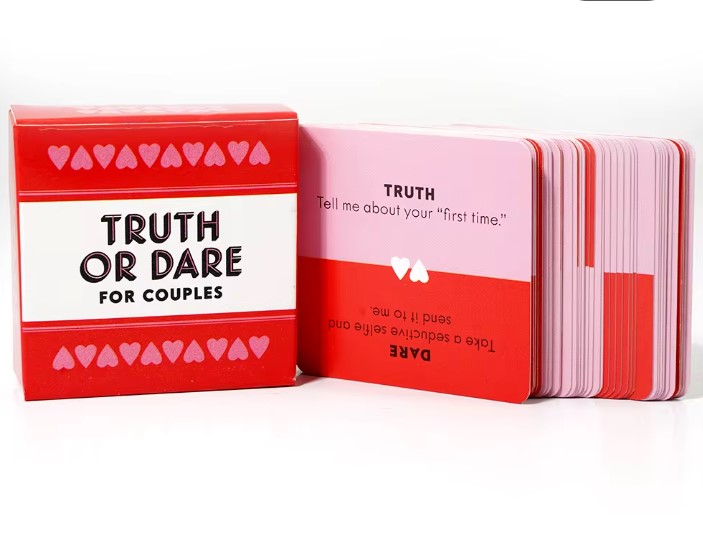 TRUTH
OR DARE
FOR COUPLES
TRUTH
Tell me about your “first time.”
DARE
Take a seductive selfie and
send it to me.